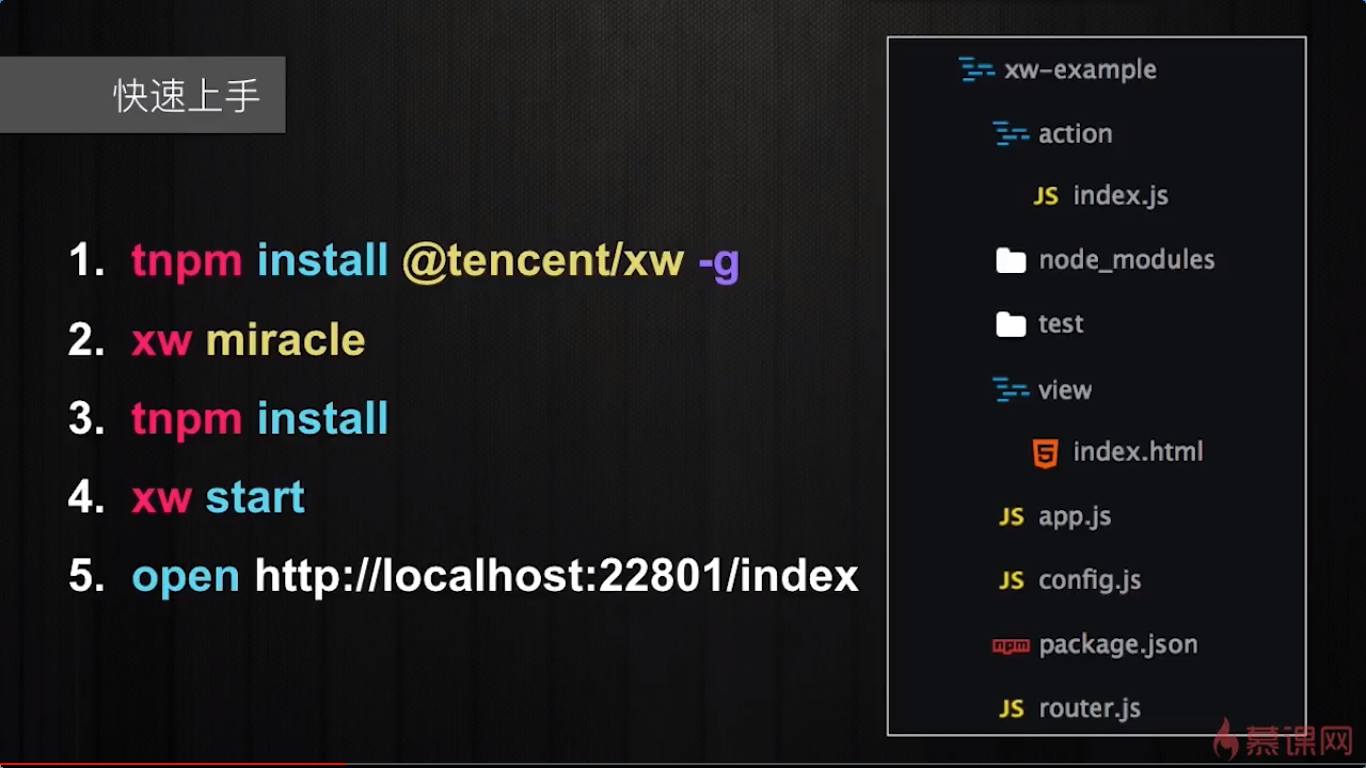 快速上手
1. tnpm install @tencent/xw -g
2. xw miracle
3. tnpm install
4. xw start
5. open http://localhost:22801/index
xw-example
action
JS index.js
node_modules
test
view
5 index.html
JS app.js
JS config.js
npm package.json
JS router.js
慕课网